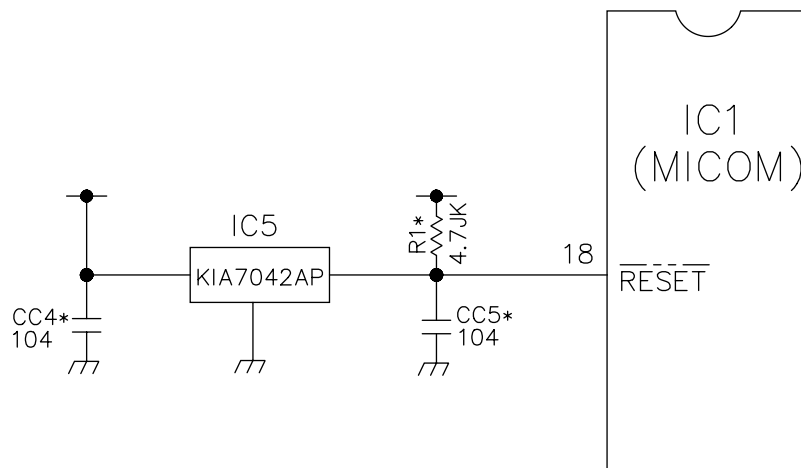 IC1
(MICOM)
IC5
KIA7042AP
R1*
4.7JK
18
RESET
CC4*
104
CC5*
104